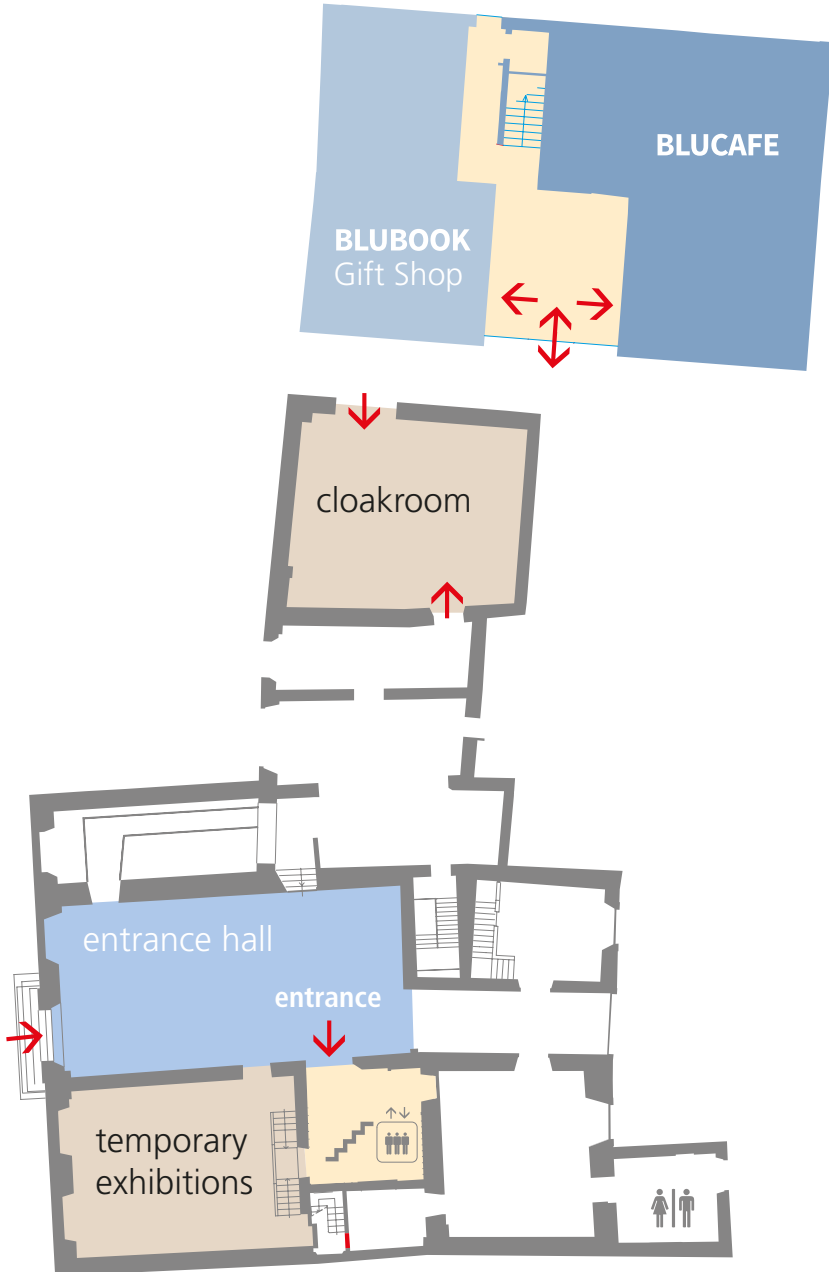 BLUCAFE
BLUBOOK
Gift Shop
cloakroom
entrance hall
entrance
temporary
exhibitions